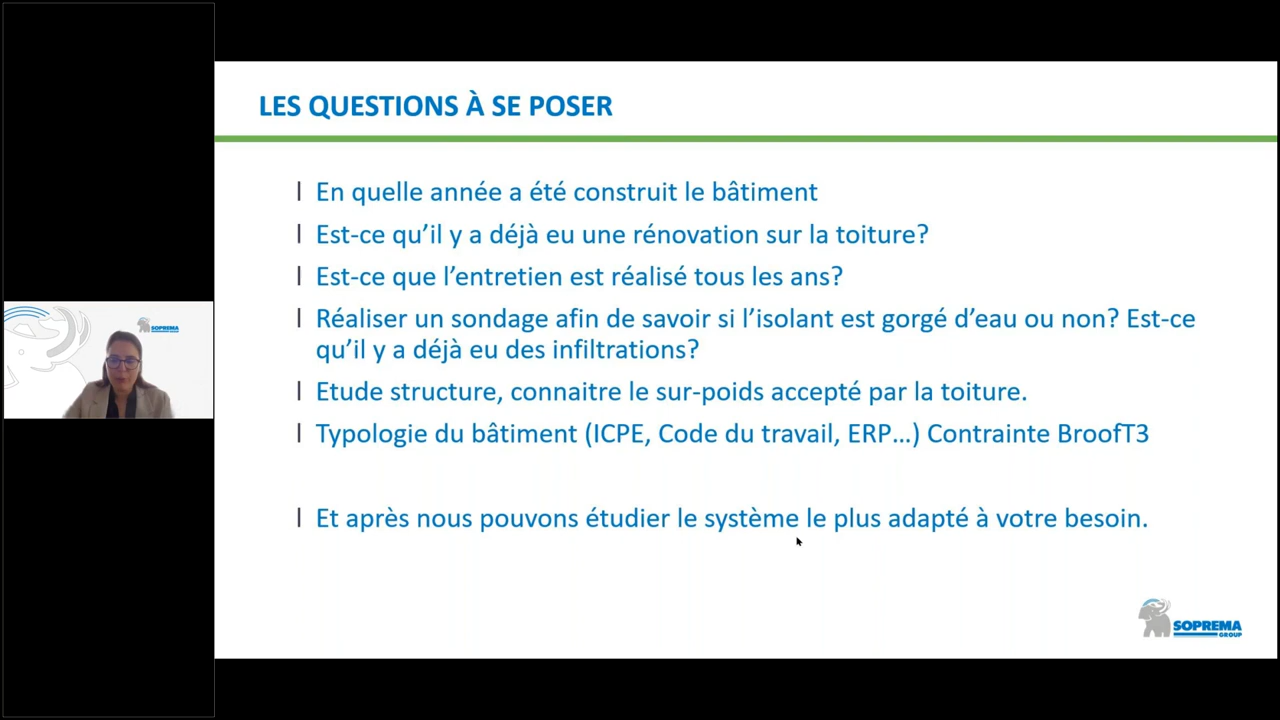 LES QUESTIONS À SE POSER
En quelle année a été construit le bâtiment
Est-ce qu’il y a déjà eu une rénovation sur la toiture?
Est-ce que l’entretien est réalisé tous les ans?
Réaliser un sondage afin de savoir si l’isolant est gorgé d’eau ou non? Est-ce
qu’il y a déjà eu des infiltrations?
Etude structure, connaitre le sur-poids accepté par la toiture.
Typologie du bâtiment (ICPE, Code du travail, ERP…) Contrainte BroofT3
Et après nous pouvons étudier le système le plus adapté à votre besoin.
SOPREMA
SOPREMA
GROUP